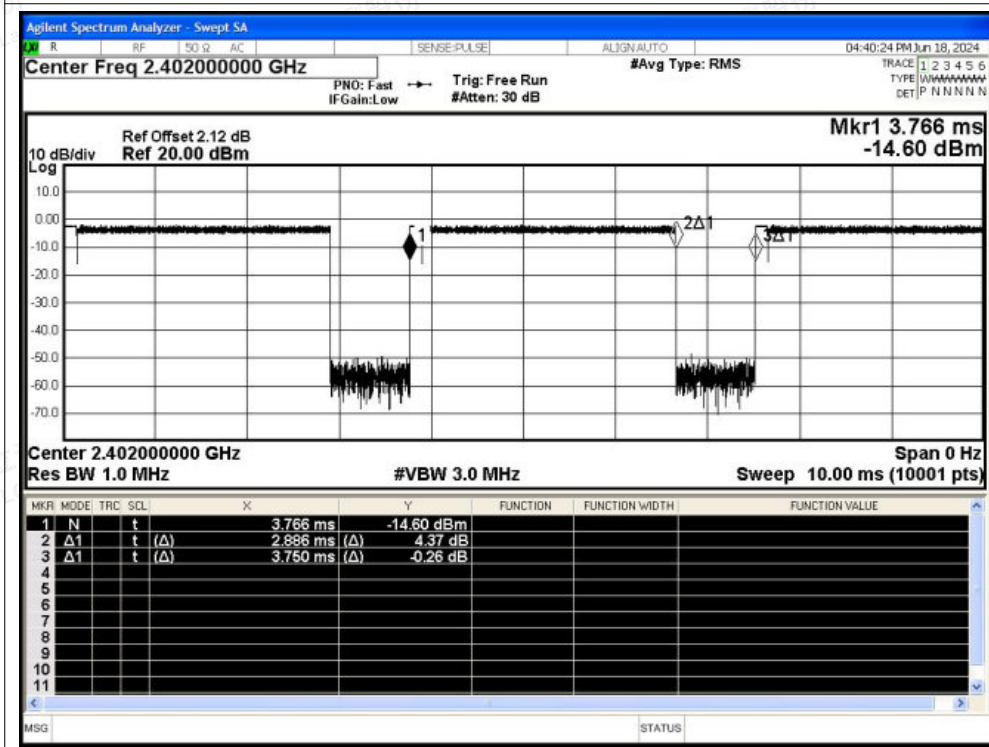 Agilent Spectrum Analyzer - Swept SA
LXI R RF 50 Ω AC SENSE:PULSE ALIGN AUTO 04:40:24 PM Jun 18, 2024
Center Freq 2.402000000 GHz #Avg Type: RMS TRACE 1 2 3 4 5 6
PNO: Fast Trig: Free Run TYPE WWWWWW
IFGain:Low #Atten: 30 dB DET P N N N N N
Mkr1 3.766 ms
Ref Offset 2.12 dB
10 dB/div Ref 20.00 dBm -14.60 dBm
Log
10.0
0.00
2Δ1
1
3Δ1
-10.0
-20.0
-30.0
-40.0
-50.0
-60.0
-70.0
Center 2.402000000 GHz Span 0 Hz
Res BW 1.0 MHz #VBW 3.0 MHz Sweep 10.00 ms (10001 pts)
MKR MODE TRC SCL X Y FUNCTION FUNCTION WIDTH FUNCTION VALUE
1 N t 3.766 ms -14.60 dBm
2 Δ1 t (Δ) 2.886 ms (Δ) 4.37 dB
3 Δ1 t (Δ) 3.750 ms (Δ) -0.26 dB
4
5
6
7
8
9
10
11
MSG STATUS